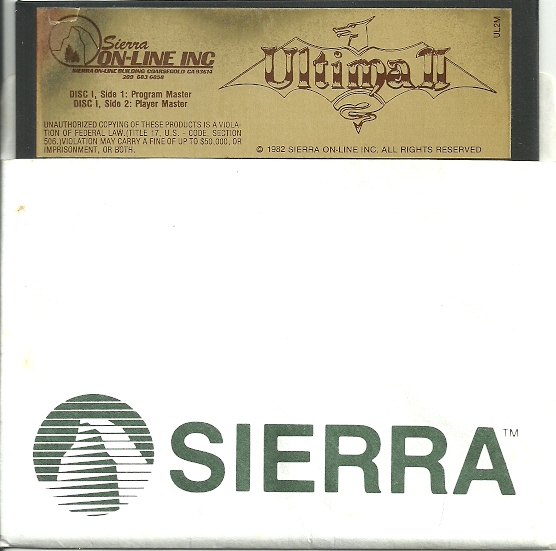 Sierra
ON-LINE INC
SIERRA ON-LINE BUILDING COARSEGOLD CA 93614
209 683 6858
Ultima II
UL2M
DISC I, Side 1: Program Master
DISC I, Side 2: Player Master
UNAUTHORIZED COPYING OF THESE PRODUCTS IS A VIOLA-
TION OF FEDERAL LAW.(TITLE 17, U.S. - CODE, SECTION
506.)VIOLATION MAY CARRY A FINE OF UP TO $50,000, OR
IMPRISONMENT, OR BOTH.
© 1982 SIERRA ON-LINE INC. ALL RIGHTS RESERVED
SIERRA™